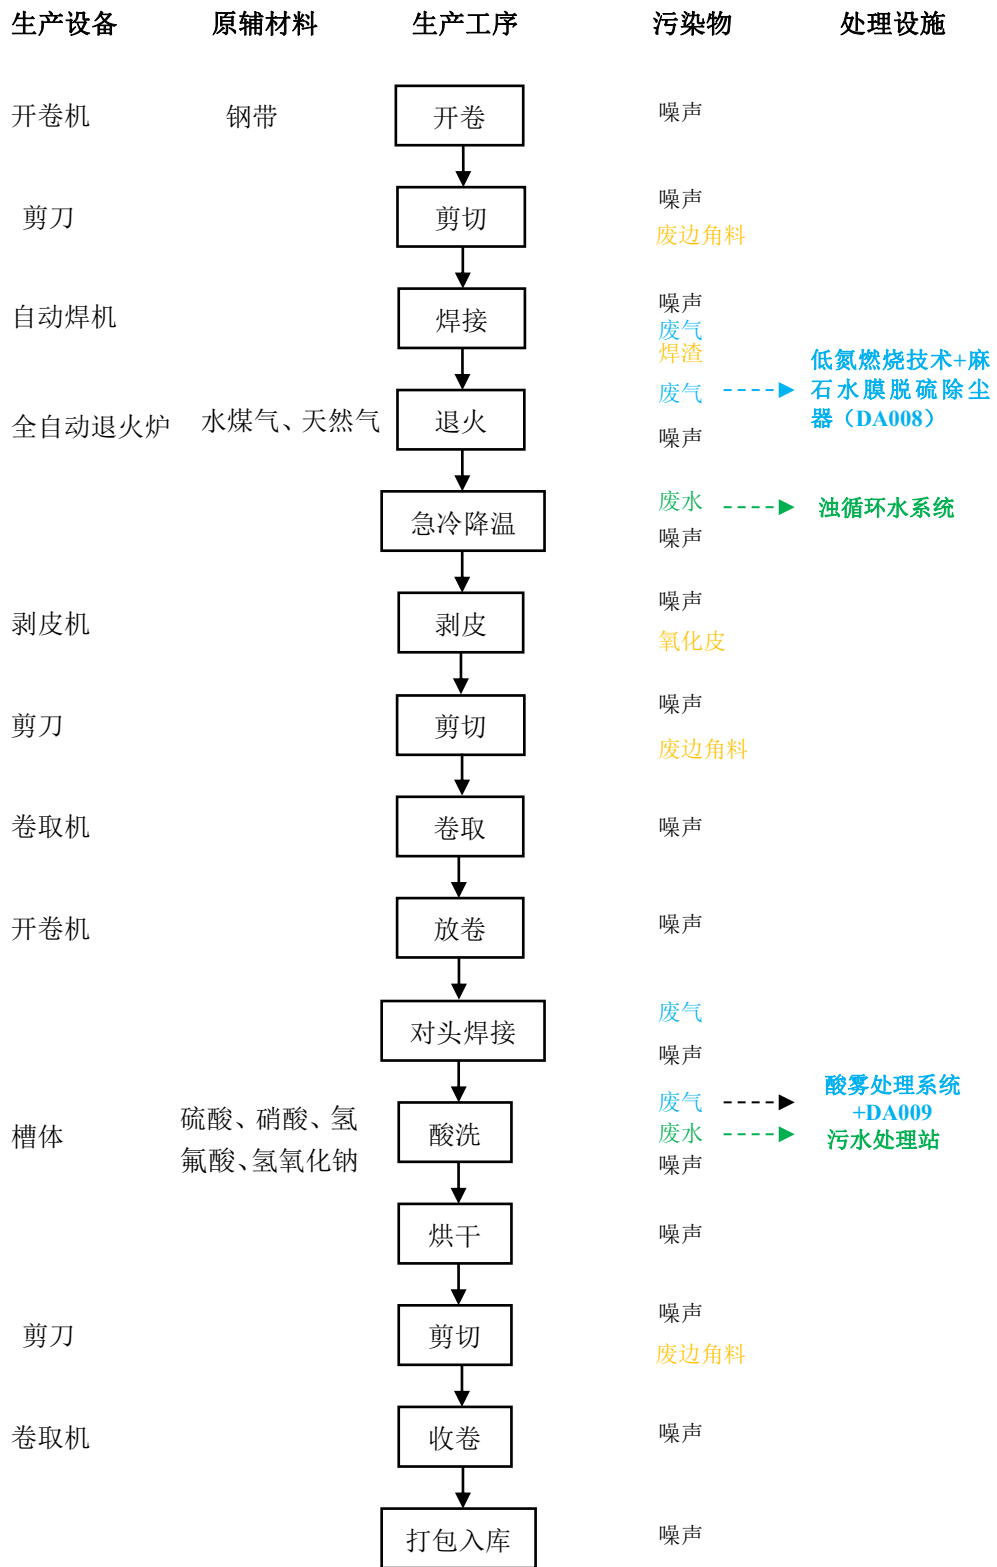 生产设备 原辅材料 生产工序 污染物 处理设施
开卷机 钢带 开卷 噪声
剪刀 剪切 噪声
废边角料
自动焊机 焊接 噪声
废气
焊渣
全自动退火炉 水煤气、天然气 退火 废气 低氮燃烧技术+麻
石水膜脱硫除尘
器（DA008）
噪声
急冷降温 废水 浊循环水系统
噪声
剥皮机 剥皮 噪声
氧化皮
剪刀 剪切 噪声
废边角料
卷取机 卷取 噪声
开卷机 放卷 噪声
对头焊接 废气
噪声
槽体 硫酸、硝酸、氢
氟酸、氢氧化钠
酸洗 废气 酸雾处理系统
+DA009
废水 污水处理站
噪声
烘干 噪声
剪刀 剪切 噪声
废边角料
卷取机 收卷 噪声
打包入库 噪声